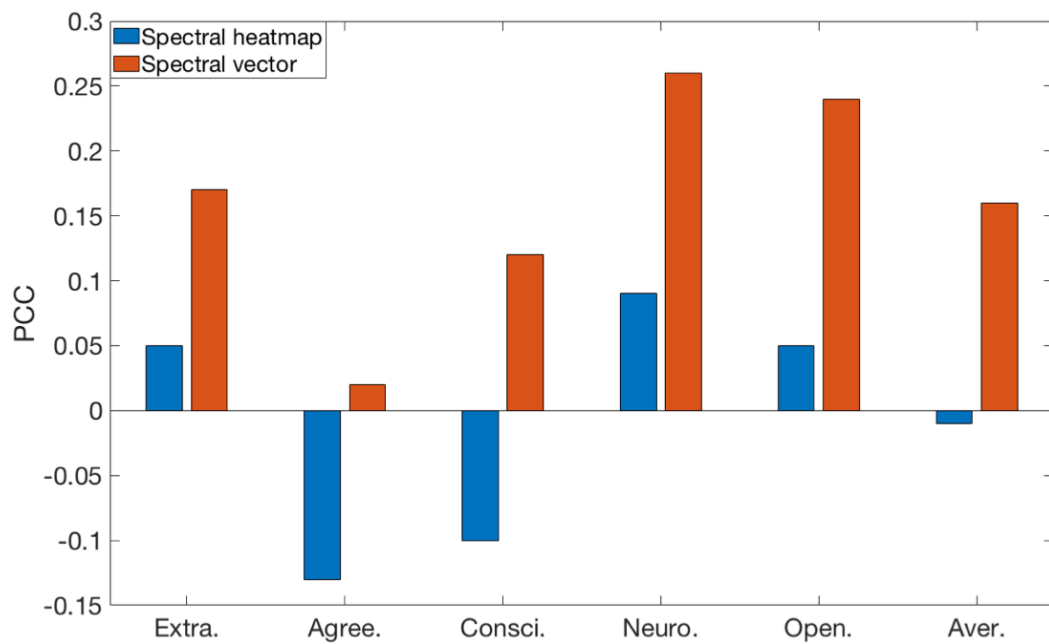 0.3
Spectral heatmap
Spectral vector
0.25
0.2
0.15
0.1
0.05
0
-0.05
-0.1
-0.15
PCC
Extra. Agree. Consci. Neuro. Open. Aver.